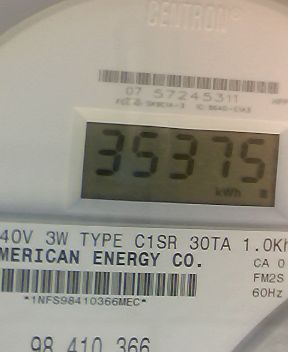 CENTRON
07 57245311
35375
kWh
40V 3W TYPE C1SR 30TA 1.0Kh
MERICAN ENERGY CO.
CA 0
FM2S
60Hz
*1NFS98410366MEC*
98 410 366